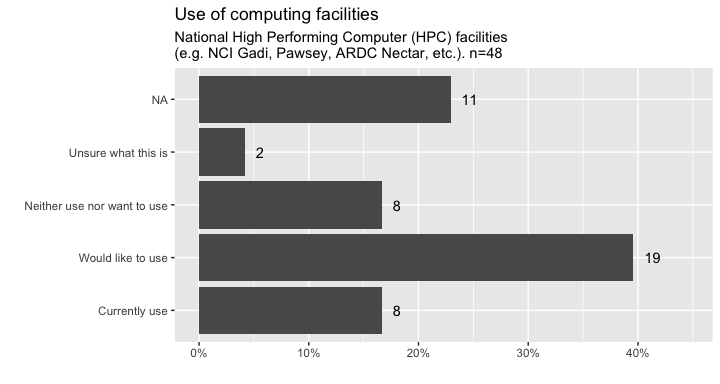 Use of computing facilities
National High Performing Computer (HPC) facilities
(e.g. NCI Gadi, Pawsey, ARDC Nectar, etc.). n=48
NA 11
Unsure what this is 2
Neither use nor want to use 8
Would like to use 19
Currently use 8
0% 10% 20% 30% 40%